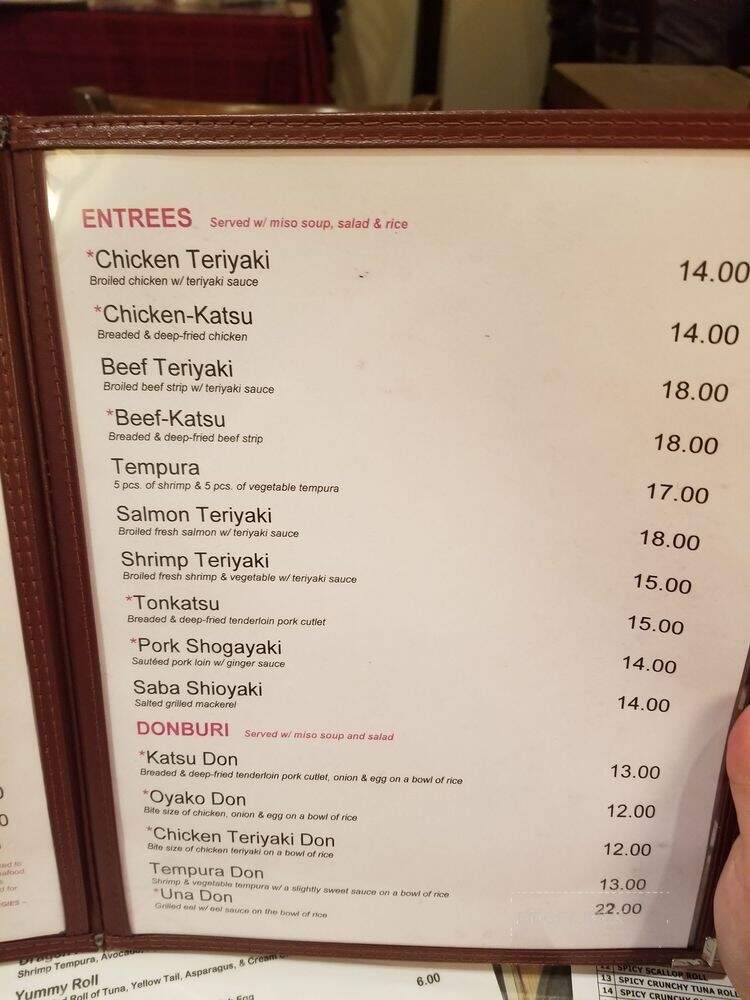 ENTREES Served w/ miso soup, salad & rice
*Chicken Teriyaki 14.00
Broiled chicken w/ teriyaki sauce
*Chicken-Katsu 14.00
Breaded & deep-fried chicken
Beef Teriyaki 18.00
Broiled beef strip w/ teriyaki sauce
*Beef-Katsu 18.00
Breaded & deep-fried beef strip
Tempura 17.00
5 pcs. of shrimp & 5 pcs. of vegetable tempura
Salmon Teriyaki 18.00
Broiled fresh salmon w/ teriyaki sauce
Shrimp Teriyaki 15.00
Broiled fresh shrimp & vegetable w/ teriyaki sauce
*Tonkatsu 15.00
Breaded & deep-fried tenderloin pork cutlet
*Pork Shogayaki 14.00
Sautéed pork loin w/ ginger sauce
Saba Shioyaki 14.00
Salted grilled mackerel
DONBURI Served w/ miso soup and salad
*Katsu Don 13.00
Breaded & deep-fried tenderloin pork cutlet, onion & egg on a bowl of rice
*Oyako Don 12.00
Bite size of chicken, onion & egg on a bowl of rice
*Chicken Teriyaki Don 12.00
Bite size of chicken teriyaki on a bowl of rice
Tempura Don 13.00
Shrimp & vegetable tempura w/ a slightly sweet sauce on a bowl of rice
*Una Don 22.00
Grilled eel w/ eel sauce on the bowl of rice
Shrimp Tempura,
Yummy Roll 6.00
Roll of Tuna, Yellow Tail, Asparagus, & Cream
12 SPICY SCALLOP ROLL
13 SPICY CRUNCHY TUNA ROLL
14 SPICY CRUNCHY